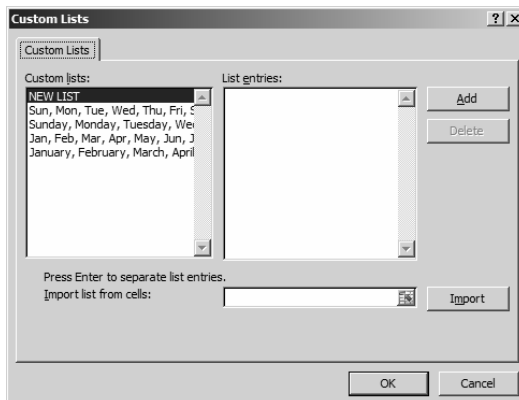 Custom Lists
Custom Lists
Custom lists:
List entries:
NEW LIST
Sun, Mon, Tue, Wed, Thu, Fri, S
Sunday, Monday, Tuesday, Wed
Jan, Feb, Mar, Apr, May, Jun, J
January, February, March, April
Add
Delete
Press Enter to separate list entries.
Import list from cells:
Import
OK
Cancel